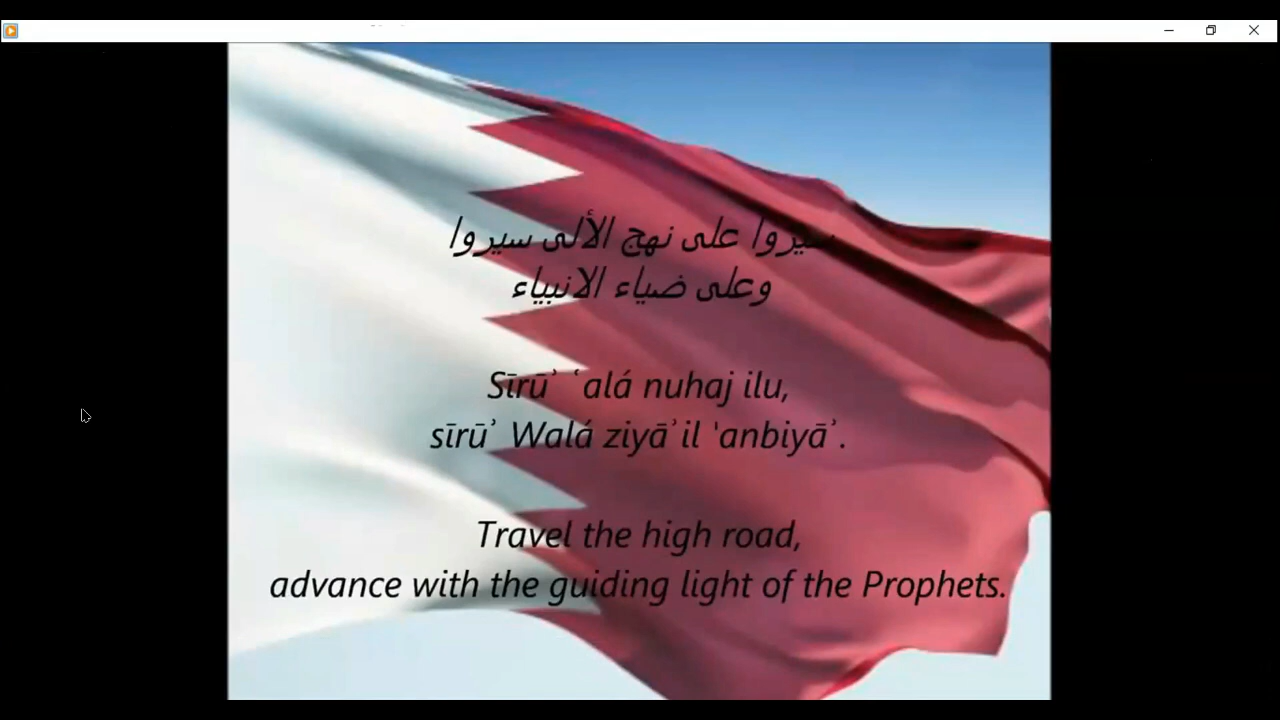 سيروا على نهج الألى سيروا
وعلى ضياء الانبياء
Sīrūʾ ʿalá nuhaj ilu,
sīrūʾ Walá ziyāʾil 'anbiyāʾ.
Travel the high road,
advance with the guiding light of the Prophets.